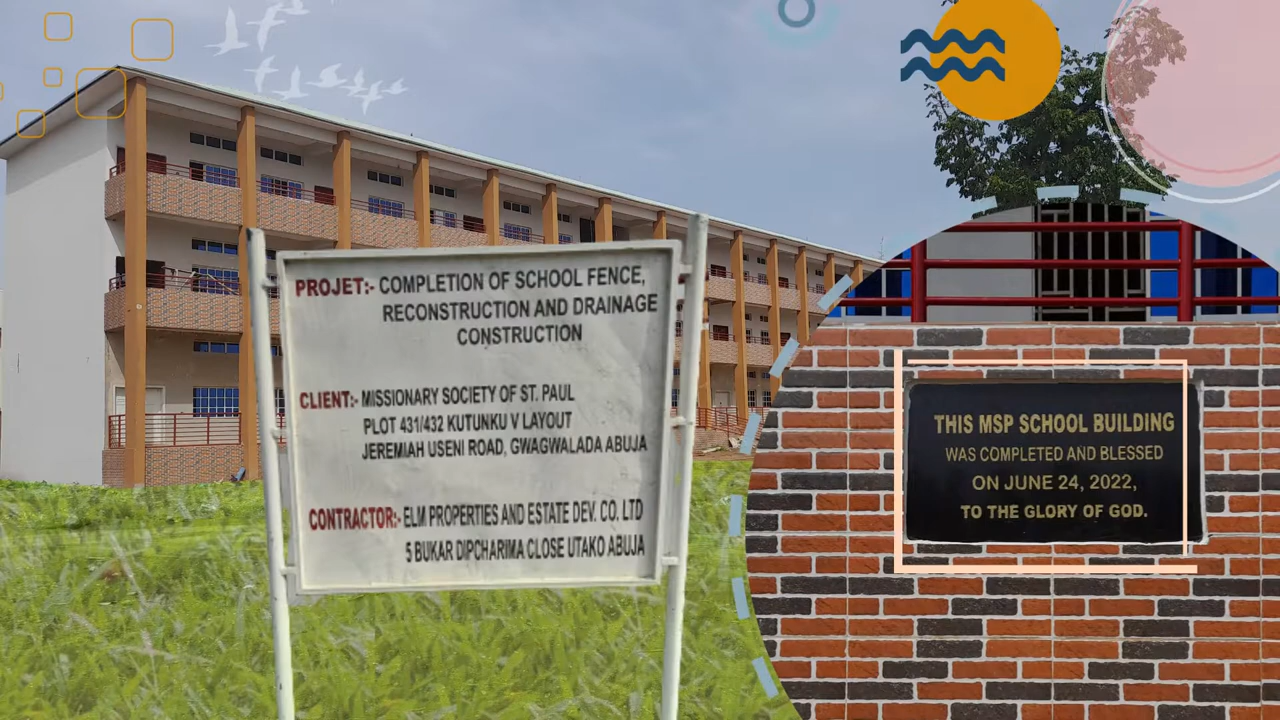 PROJET:- COMPLETION OF SCHOOL FENCE,
RECONSTRUCTION AND DRAINAGE
CONSTRUCTION
CLIENT:- MISSIONARY SOCIETY OF ST. PAUL
PLOT 431/432 KUTUNKU V LAYOUT
JEREMIAH USENI ROAD, GWAGWALADA ABUJA
CONTRACTOR:- ELM PROPERTIES AND ESTATE DEV. CO. LTD
5 BUKAR DIPCHARIMA CLOSE UTAKO ABUJA
THIS MSP SCHOOL BUILDING
WAS COMPLETED AND BLESSED
ON JUNE 24, 2022,
TO THE GLORY OF GOD.